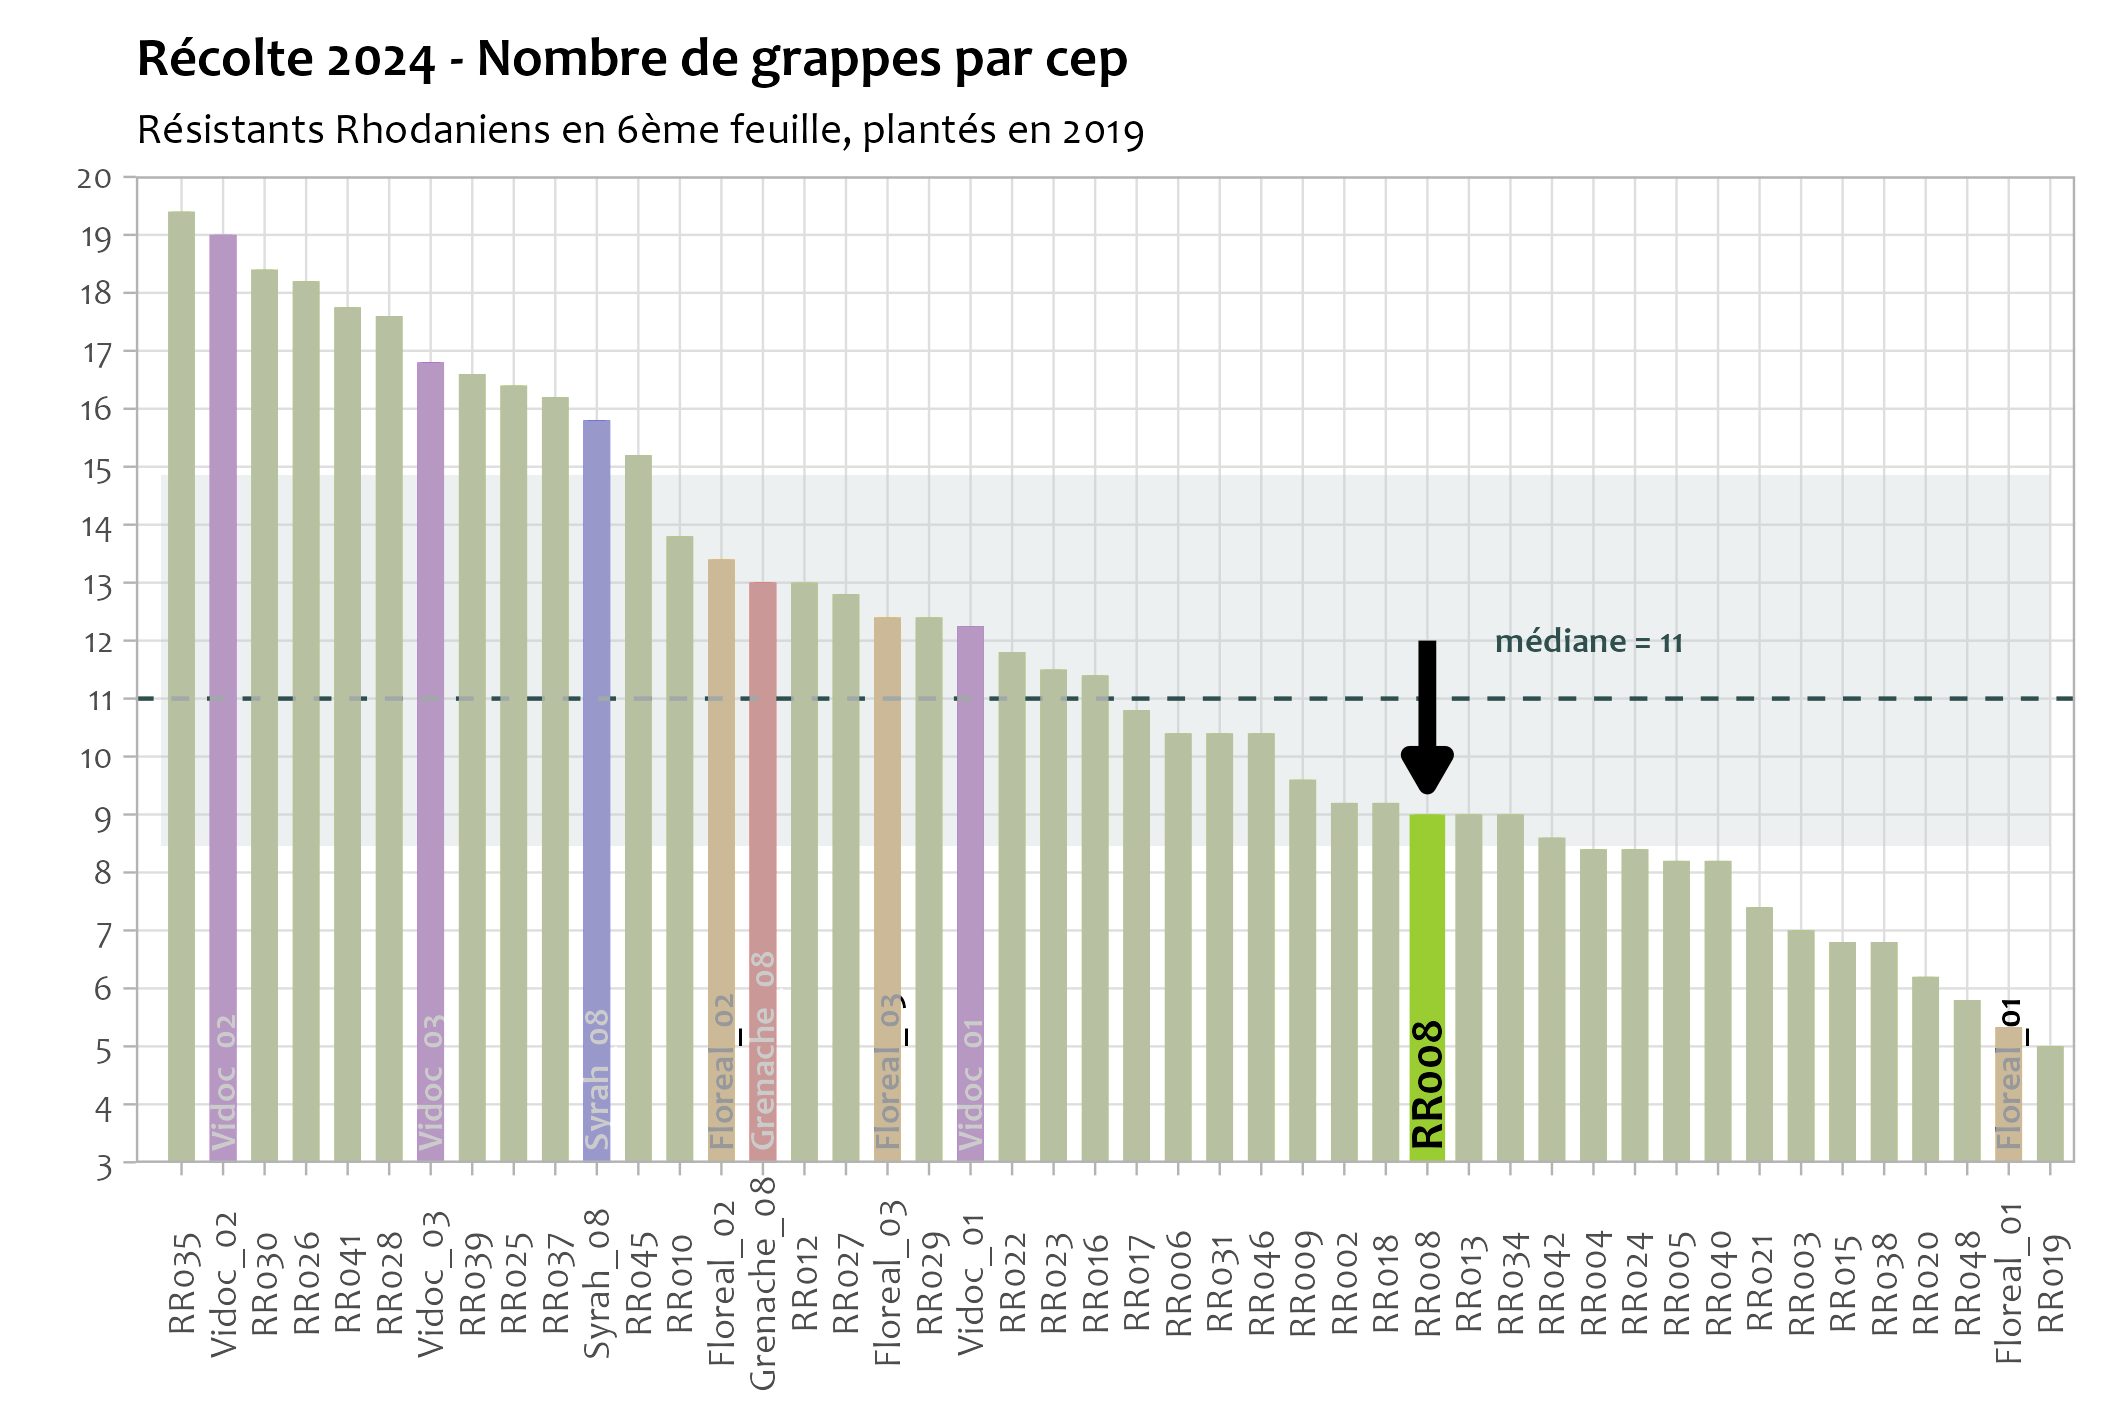 Récolte 2024 - Nombre de grappes par cep
Résistants Rhodaniens en 6ème feuille, plantés en 2019
20
19
18
17
16
15
14
13
12
11
10
9
8
7
6
5
4
3
médiane = 11
Vidoc_02
Vidoc_03
Syrah_08
Floreal_02
Grenache_08
Floreal_03
Vidoc_01
RR008
Floreal_01
RR035
Vidoc_02
RR030
RR026
RR041
RR028
Vidoc_03
RR039
RR025
RR037
Syrah_08
RR045
RR010
Floreal_02
Grenache_08
RR012
RR027
Floreal_03
RR029
Vidoc_01
RR022
RR023
RR016
RR017
RR006
RR031
RR046
RR009
RR002
RR018
RR008
RR013
RR034
RR042
RR004
RR024
RR005
RR040
RR021
RR003
RR015
RR038
RR020
RR048
Floreal_01
RR019